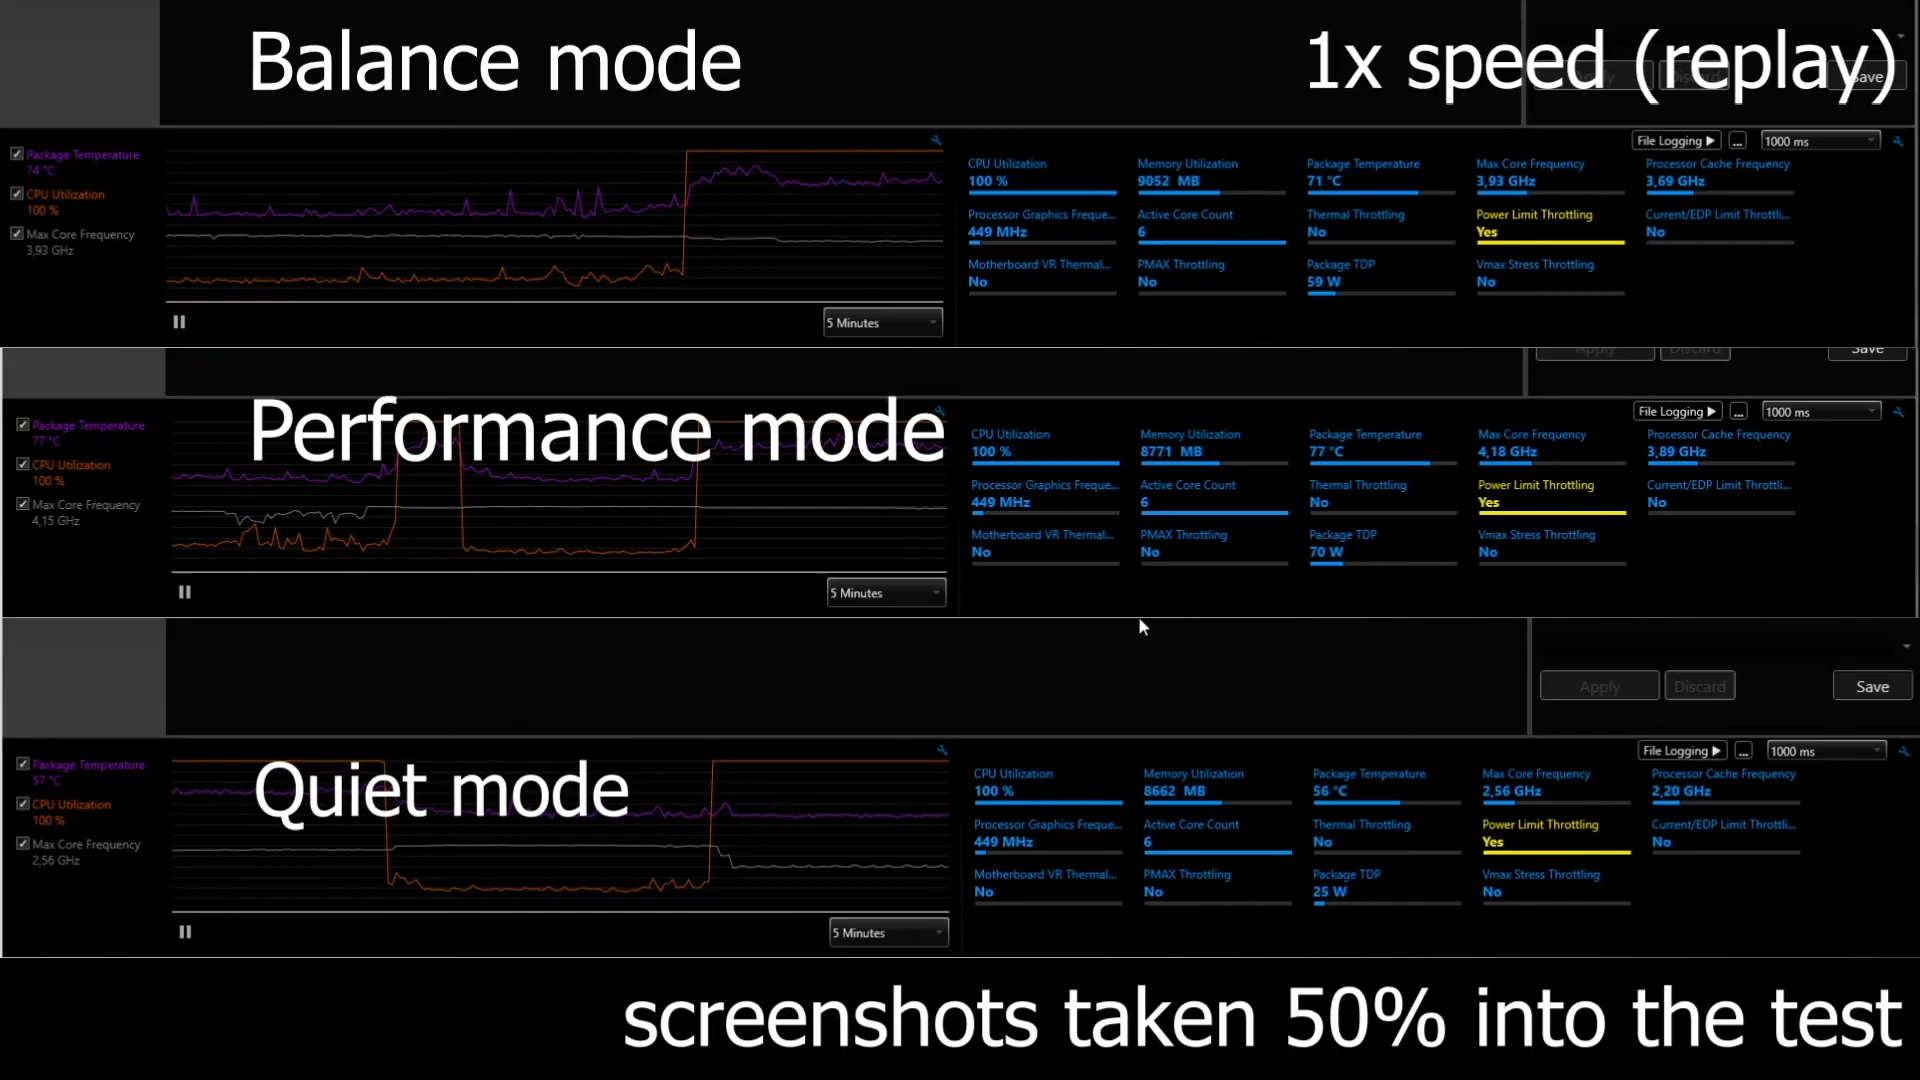 Balance mode
1x speed (replay)
Apply Discard Save
File Logging ▶ ... 1000 ms
Package Temperature
74 °C
CPU Utilization
100 %
Max Core Frequency
3,93 GHz
5 Minutes
CPU Utilization Memory Utilization Package Temperature Max Core Frequency Processor Cache Frequency
100 % 9052 MB 71 °C 3,93 GHz 3,69 GHz
Processor Graphics Freque... Active Core Count Thermal Throttling Power Limit Throttling Current/EDP Limit Throttli...
449 MHz 6 No Yes No
Motherboard VR Thermal... PMAX Throttling Package TDP Vmax Stress Throttling
No No 59 W No
Apply Discard Save
Performance mode
File Logging ▶ ... 1000 ms
Package Temperature
77 °C
CPU Utilization
100 %
Max Core Frequency
4,15 GHz
5 Minutes
CPU Utilization Memory Utilization Package Temperature Max Core Frequency Processor Cache Frequency
100 % 8771 MB 77 °C 4,18 GHz 3,89 GHz
Processor Graphics Freque... Active Core Count Thermal Throttling Power Limit Throttling Current/EDP Limit Throttli...
449 MHz 6 No Yes No
Motherboard VR Thermal... PMAX Throttling Package TDP Vmax Stress Throttling
No No 70 W No
Apply Discard Save
Quiet mode
File Logging ▶ ... 1000 ms
Package Temperature
57 °C
CPU Utilization
100 %
Max Core Frequency
2,56 GHz
5 Minutes
CPU Utilization Memory Utilization Package Temperature Max Core Frequency Processor Cache Frequency
100 % 8662 MB 56 °C 2,56 GHz 2,20 GHz
Processor Graphics Freque... Active Core Count Thermal Throttling Power Limit Throttling Current/EDP Limit Throttli...
449 MHz 6 No Yes No
Motherboard VR Thermal... PMAX Throttling Package TDP Vmax Stress Throttling
No No 25 W No
screenshots taken 50% into the test